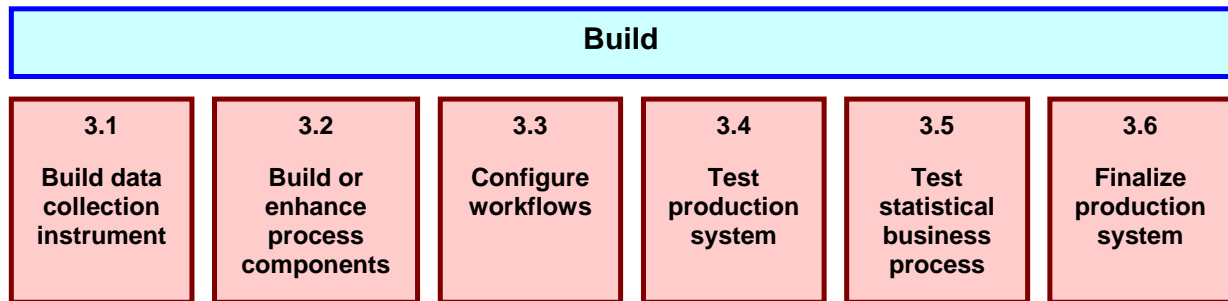 Build
3.1
Build data
collection
instrument
3.2
Build or
enhance
process
components
3.3
Configure
workflows
3.4
Test
production
system
3.5
Test
statistical
business
process
3.6
Finalize
production
system